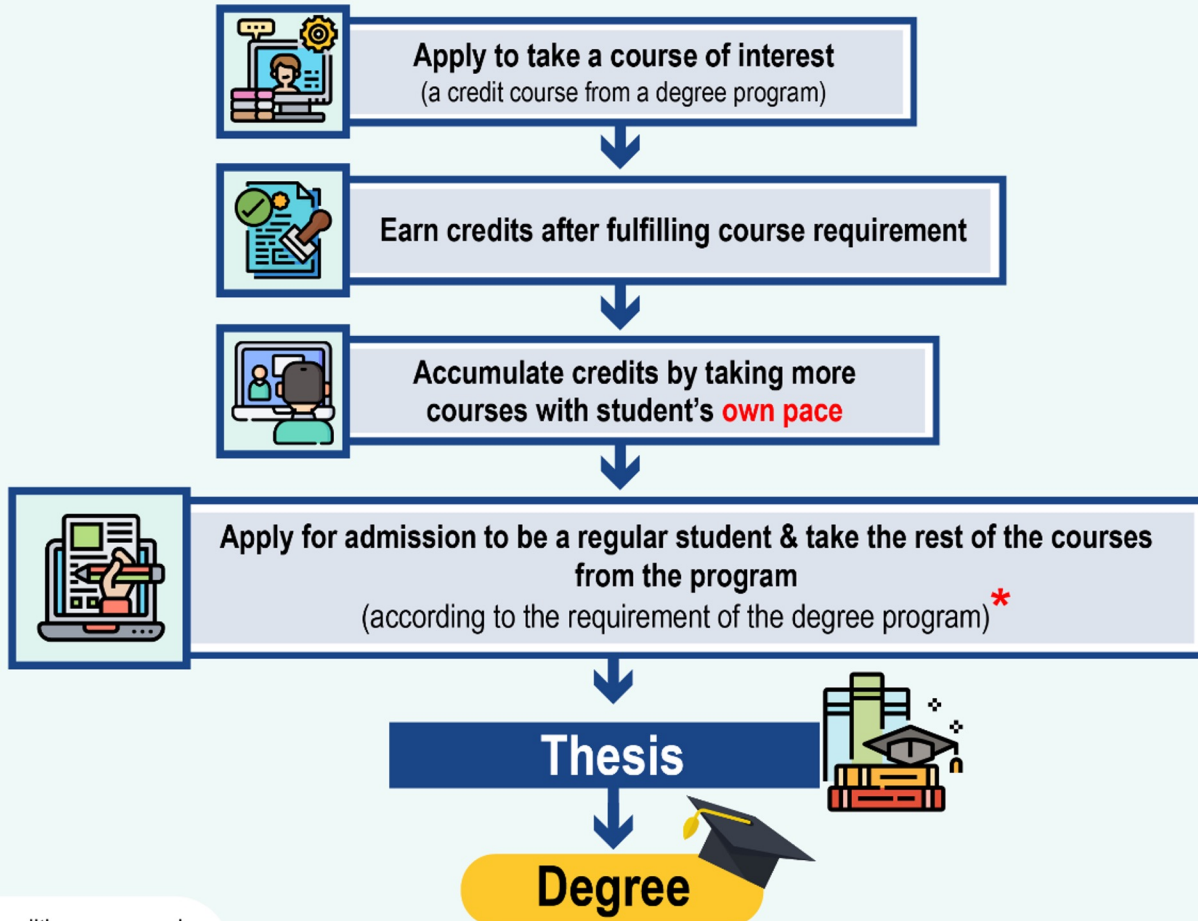 Apply to take a course of interest
(a credit course from a degree program)
Earn credits after fulfilling course requirement
Accumulate credits by taking more
courses with student's own pace
Apply for admission to be a regular student & take the rest of the courses
from the program
(according to the requirement of the degree program)*
Thesis
Degree